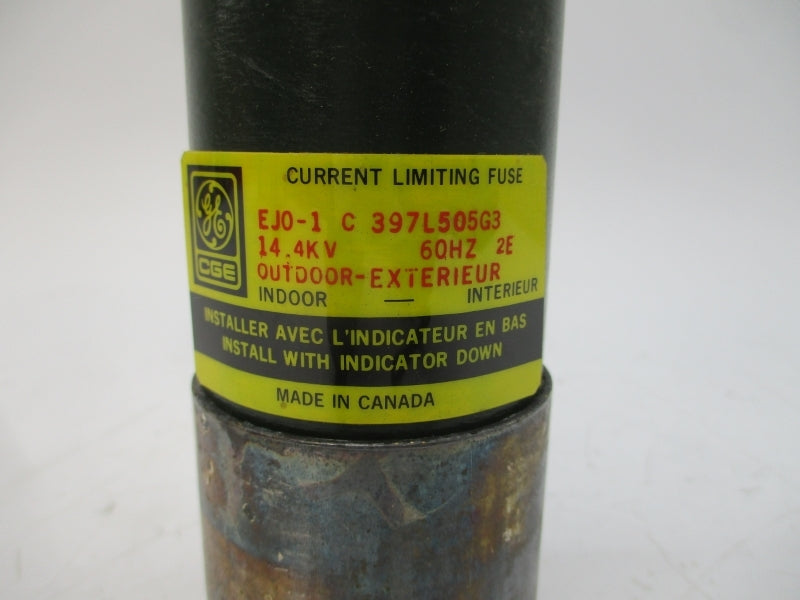 CURRENT LIMITING FUSE
GE
CGE
EJO-1 C 397L505G3
14.4KV 60HZ 2E
OUTDOOR-EXTERIEUR
INDOOR — INTERIEUR
INSTALLER AVEC L'INDICATEUR EN BAS
INSTALL WITH INDICATOR DOWN
MADE IN CANADA